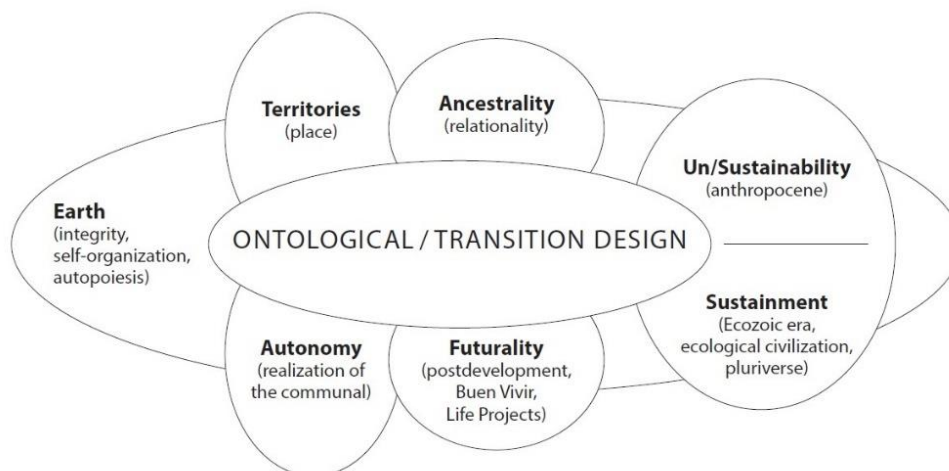 Territories
(place)
Ancestrality
(relationality)
Un/Sustainability
(anthropocene)
Earth
(integrity,
self-organization,
autopoiesis)
ONTOLOGICAL / TRANSITION DESIGN
Sustainment
(Ecozoic era,
ecological civilization,
pluriverse)
Autonomy
(realization of
the communal)
Futurality
(postdevelopment,
Buen Vivir,
Life Projects)